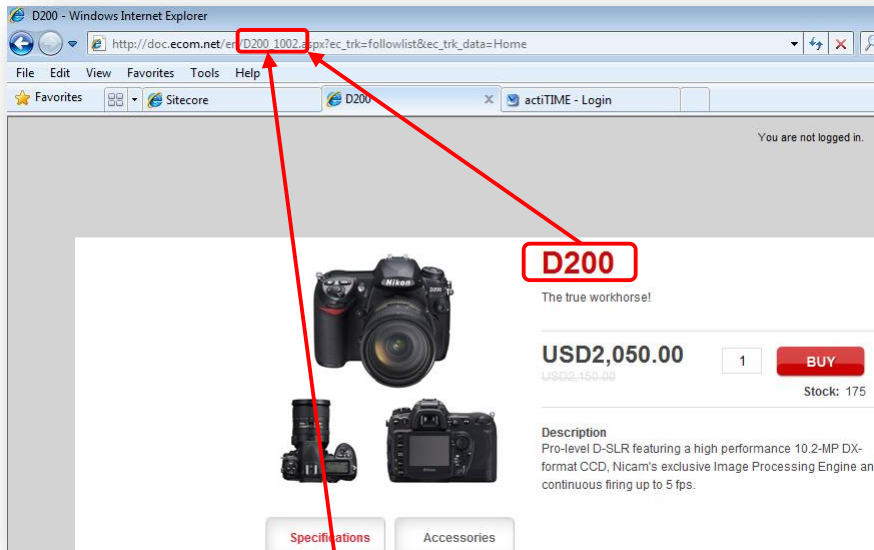 D200 - Windows Internet Explorer
http://doc.ecom.net/en/D200_1002.aspx?ec_trk=followlist&ec_trk_data=Home
File Edit View Favorites Tools Help
Favorites Sitecore D200 actiTIME - Login
You are not logged in.
Nikon
D200
The true workhorse!
USD2,050.00 1 BUY
USD2,150.00
Stock: 175
Description
Pro-level D-SLR featuring a high performance 10.2-MP DX-
format CCD, Nicam's exclusive Image Processing Engine an
continuous firing up to 5 fps.
Specifications Accessories